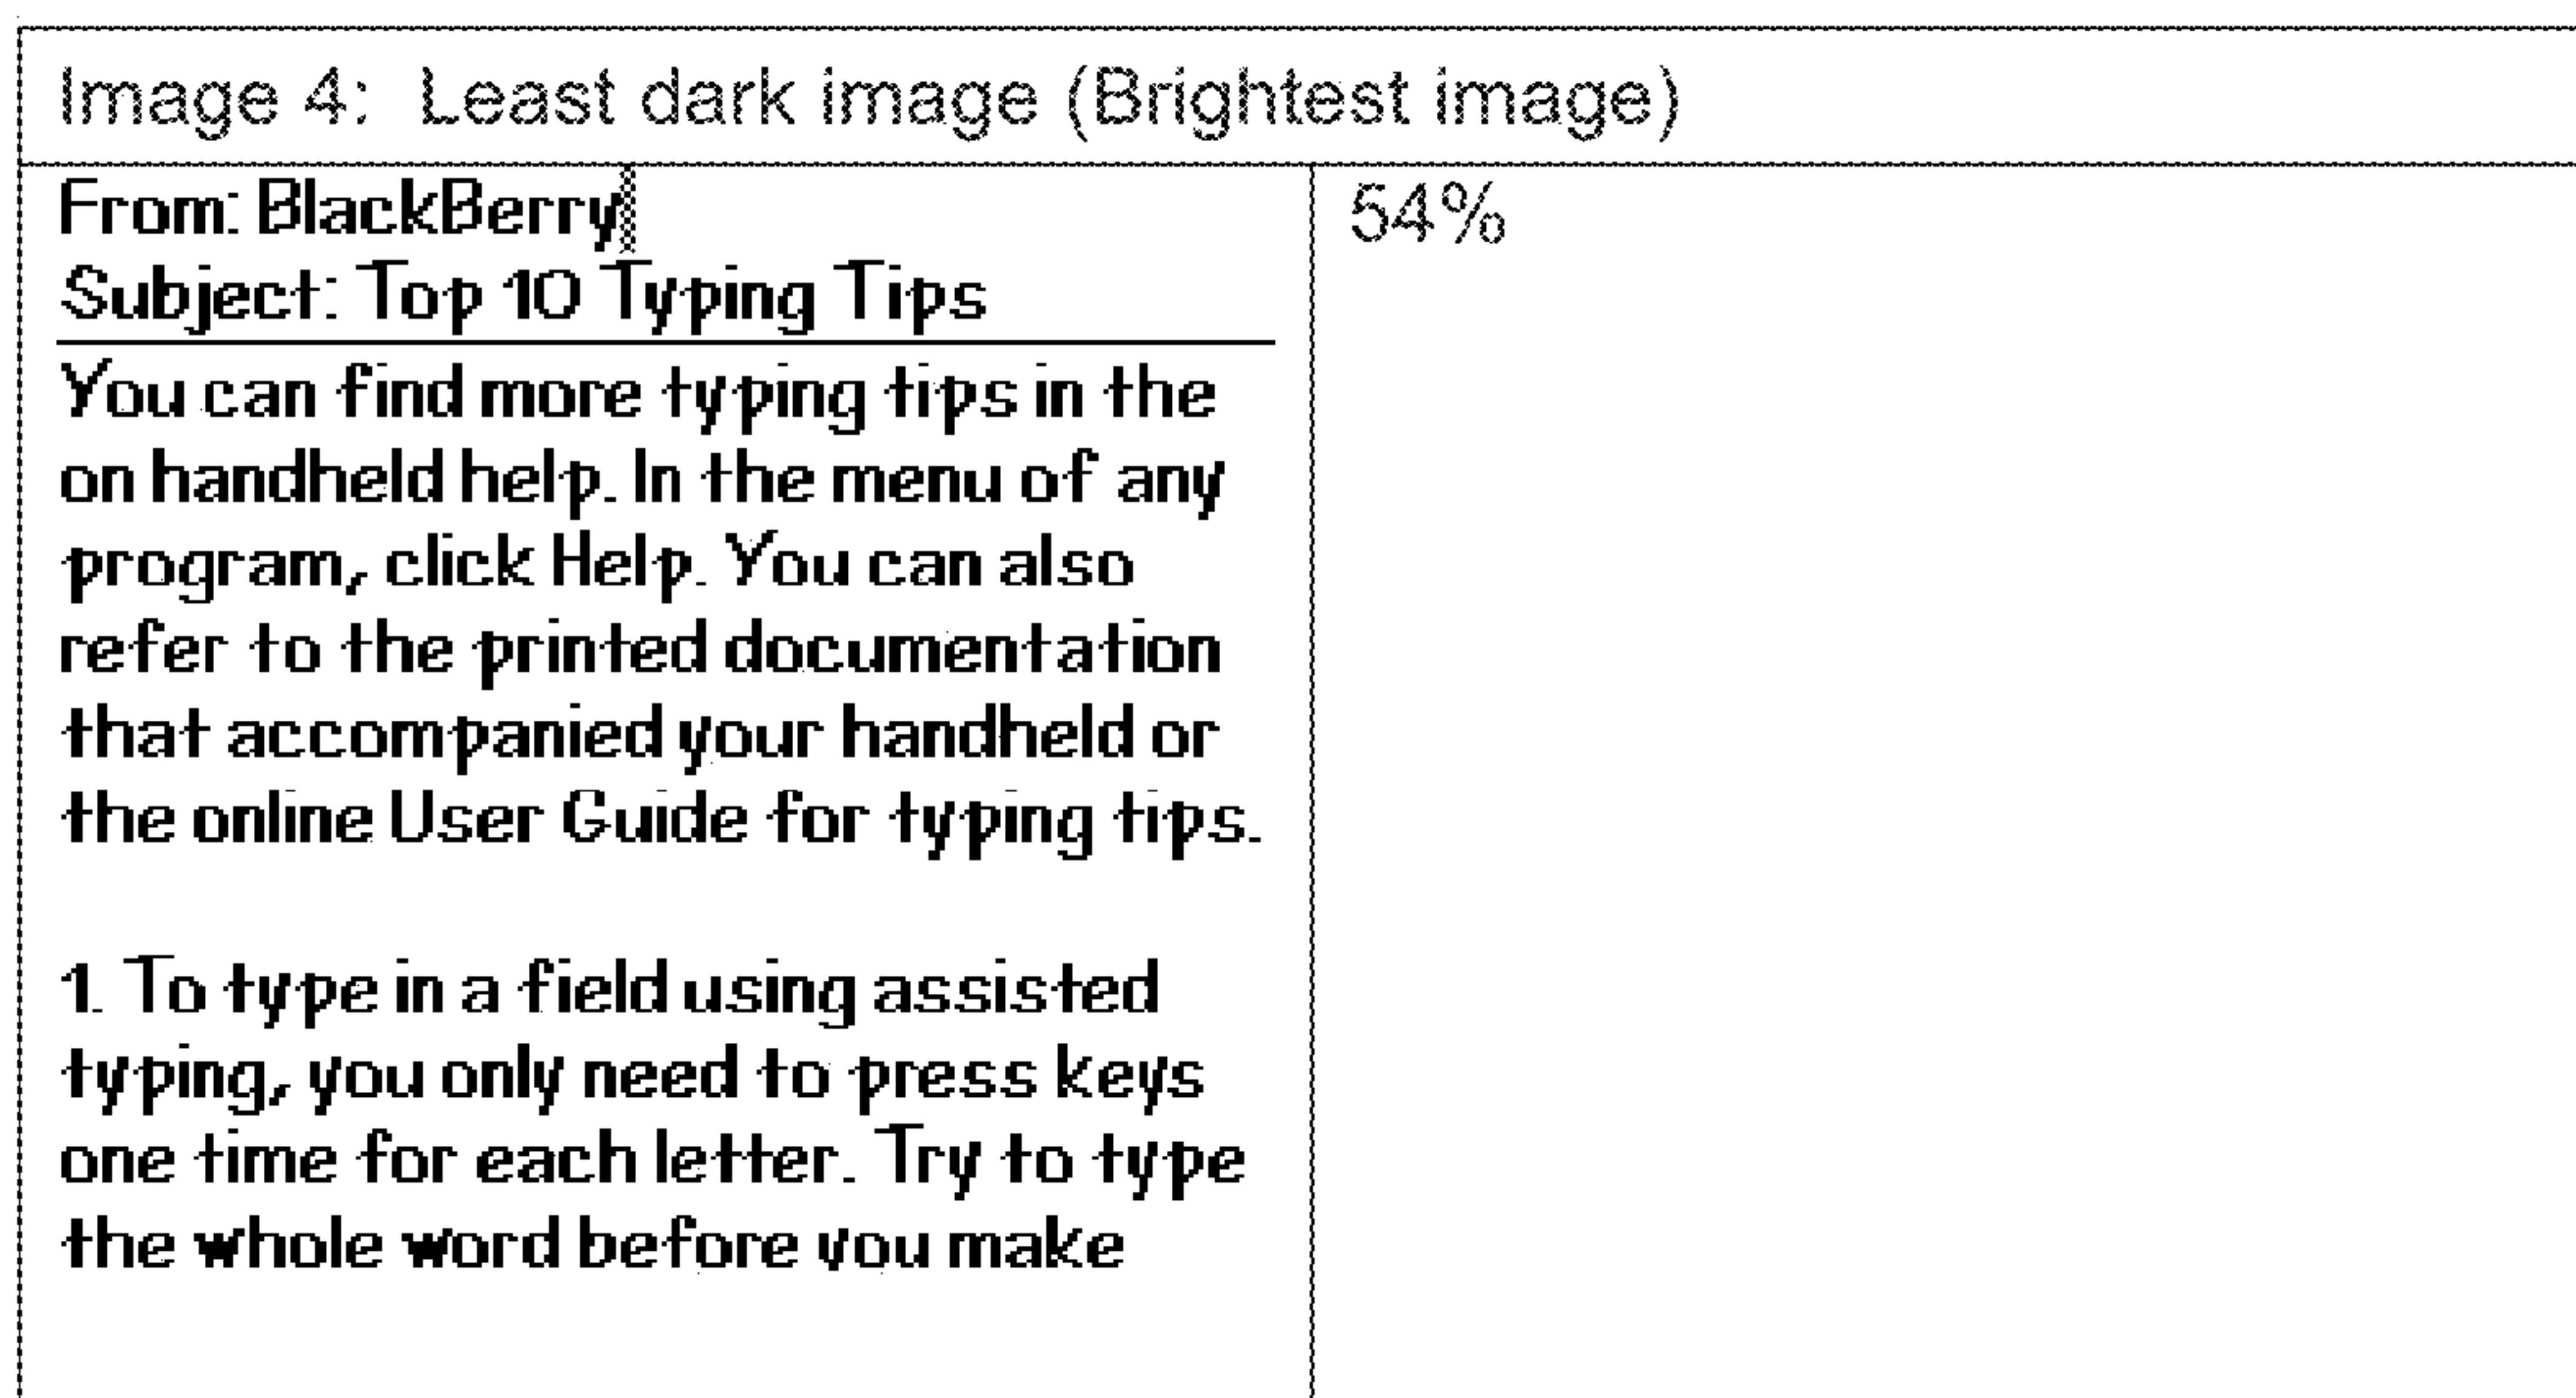 Image 4: Least dark image (Brightest image)
From: BlackBerry
54%
Subject: Top 10 Typing Tips
You can find more typing tips in the
on handheld help. In the menu of any
program, click Help. You can also
refer to the printed documentation
that accompanied your handheld or
the online User Guide for typing tips.
1. To type in a field using assisted
typing, you only need to press keys
one time for each letter. Try to type
the whole word before you make